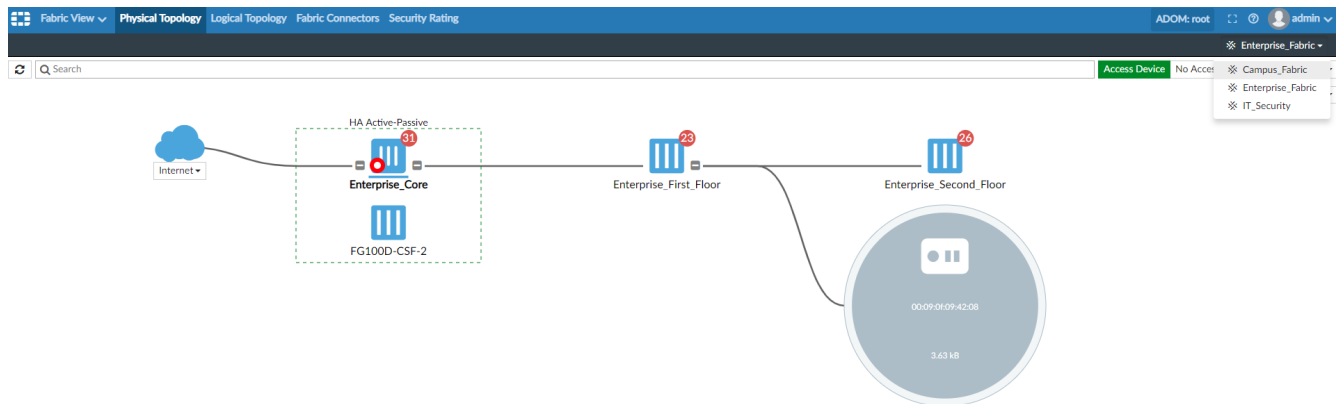 Fabric View Physical Topology Logical Topology Fabric Connectors Security Rating ADOM: root admin
Enterprise_Fabric
Search Access Device No Acces
Campus_Fabric
Enterprise_Fabric
IT_Security
HA Active-Passive
31 23 26
Internet
Enterprise_Core Enterprise_First_Floor Enterprise_Second_Floor
FG100D-CSF-2
00:09:0f:09:42:08
3.63 kB